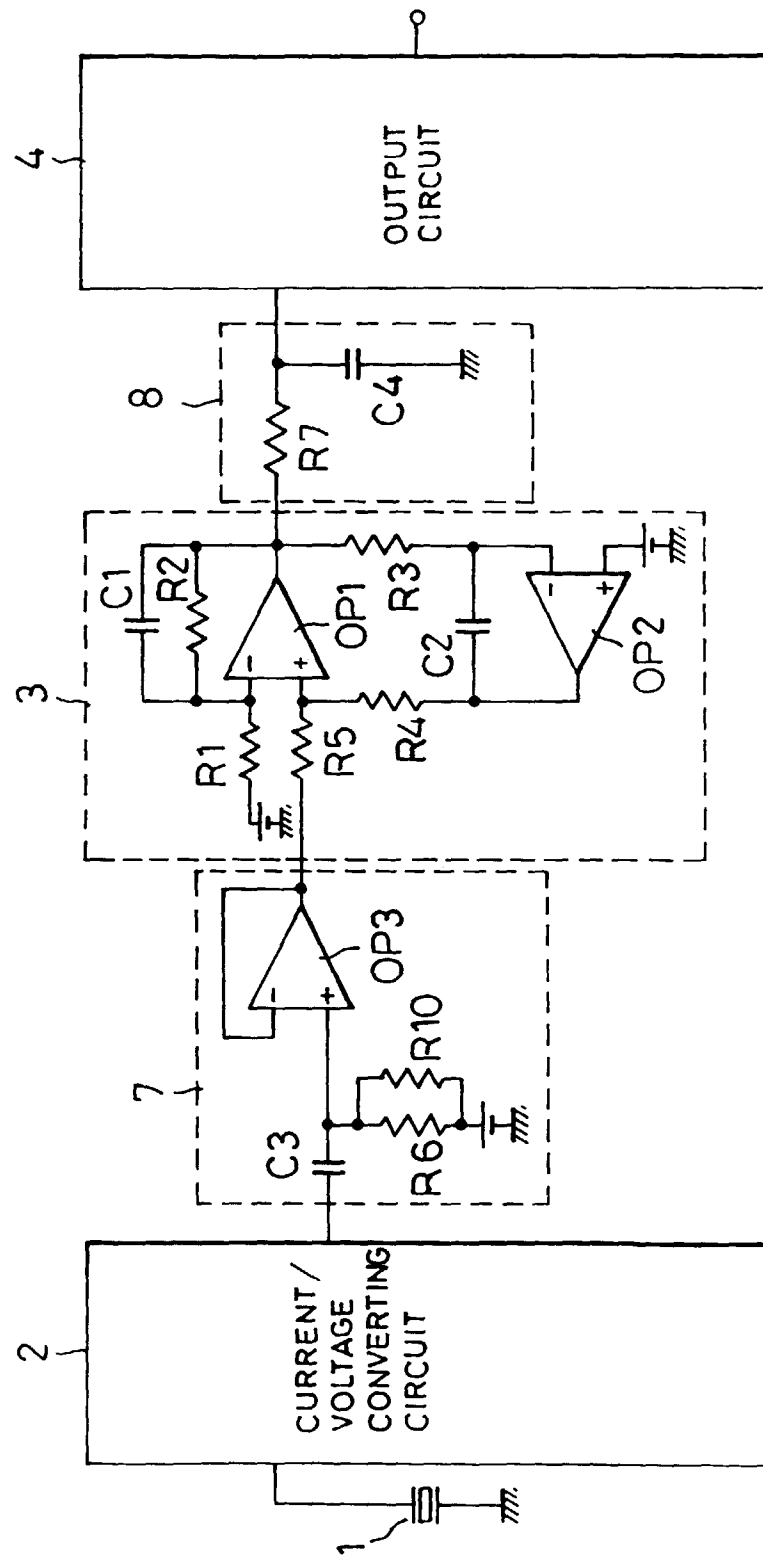 1
2
CURRENT/
VOLTAGE
CONVERTING
CIRCUIT
7
C3
R6
R10
-
+
OP3
3
R1
R5
C1
R2
-
+
OP1
R4
C2
R3
-
+
OP2
8
R7
C4
4
OUTPUT
CIRCUIT